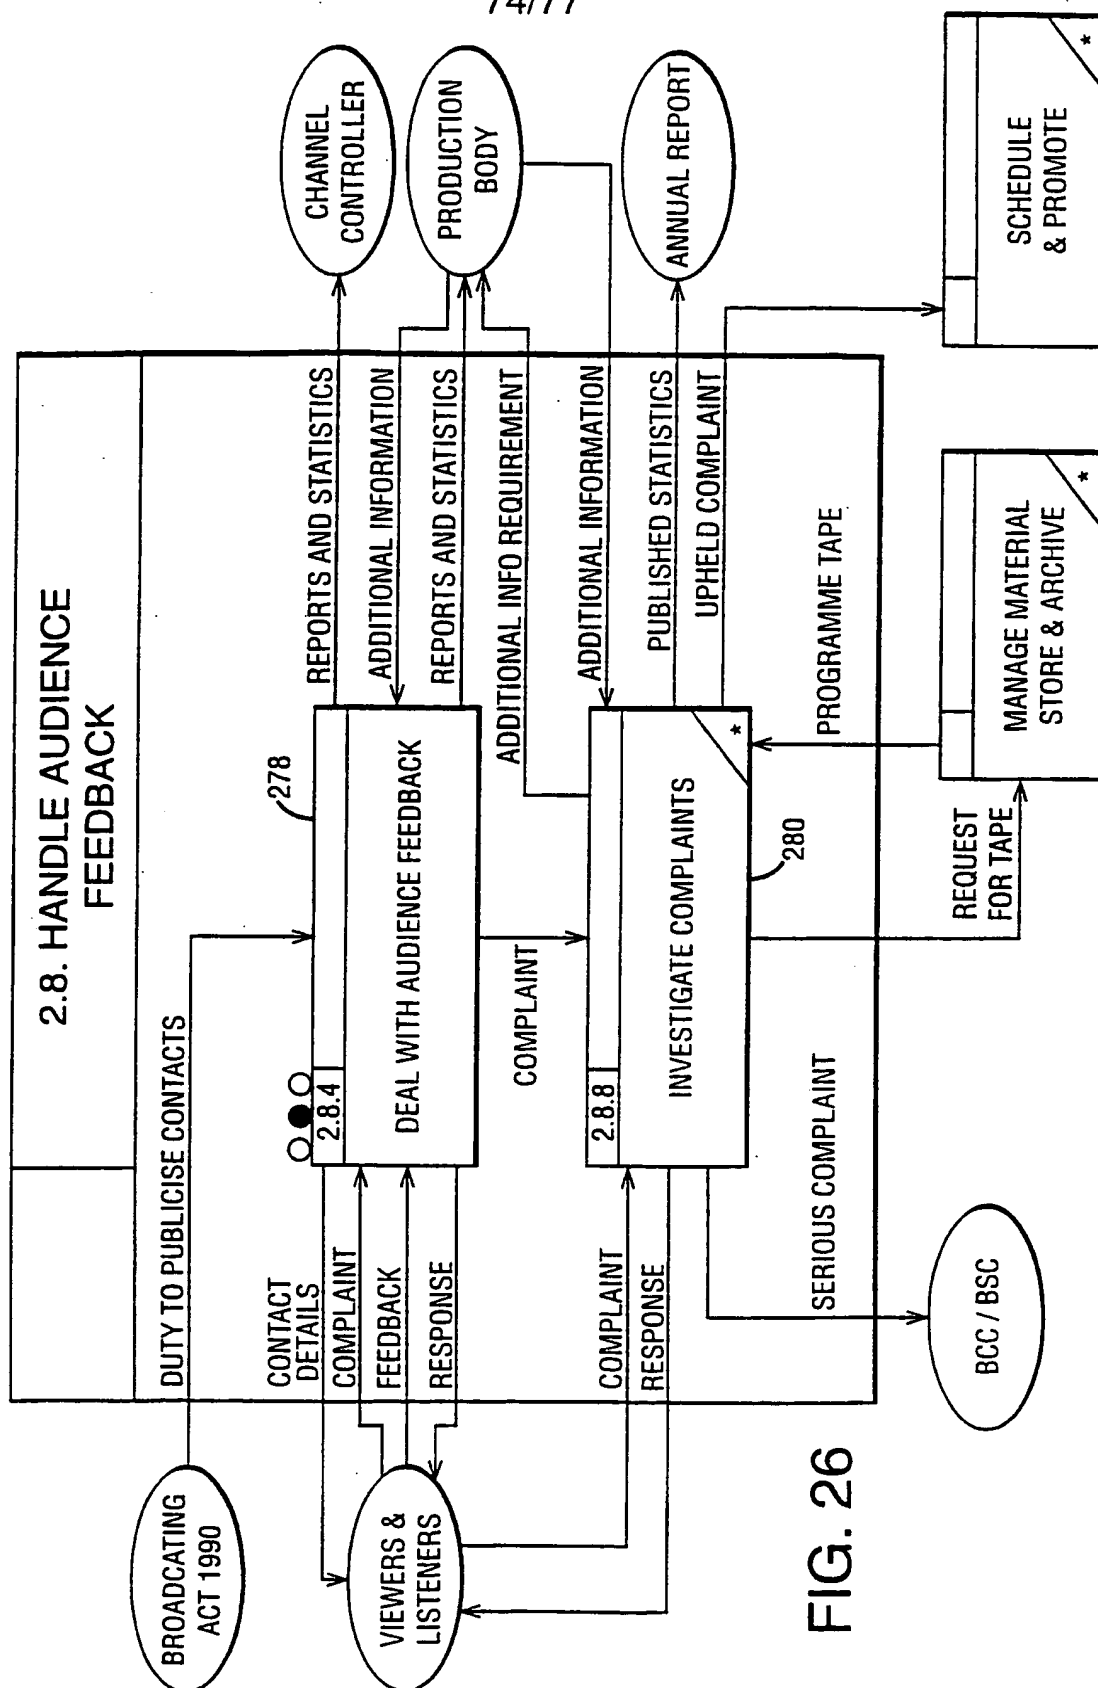 74/77
2.8. HANDLE AUDIENCE
FEEDBACK
BROADCATING
ACT 1990
DUTY TO PUBLICISE CONTACTS
278
2.8.4
DEAL WITH AUDIENCE FEEDBACK
VIEWERS &
LISTENERS
CONTACT
DETAILS
COMPLAINT
FEEDBACK
RESPONSE
REPORTS AND STATISTICS
ADDITIONAL INFORMATION
REPORTS AND STATISTICS
ADDITIONAL INFO REQUIREMENT
CHANNEL
CONTROLLER
PRODUCTION
BODY
COMPLAINT
2.8.8
INVESTIGATE COMPLAINTS
*
280
COMPLAINT
RESPONSE
ADDITIONAL INFORMATION
PUBLISHED STATISTICS
UPHELD COMPLAINT
ANNUAL REPORT
SERIOUS COMPLAINT
PROGRAMME TAPE
REQUEST
FOR TAPE
BCC / BSC
MANAGE MATERIAL
STORE & ARCHIVE
*
SCHEDULE
& PROMOTE
*
FIG. 26